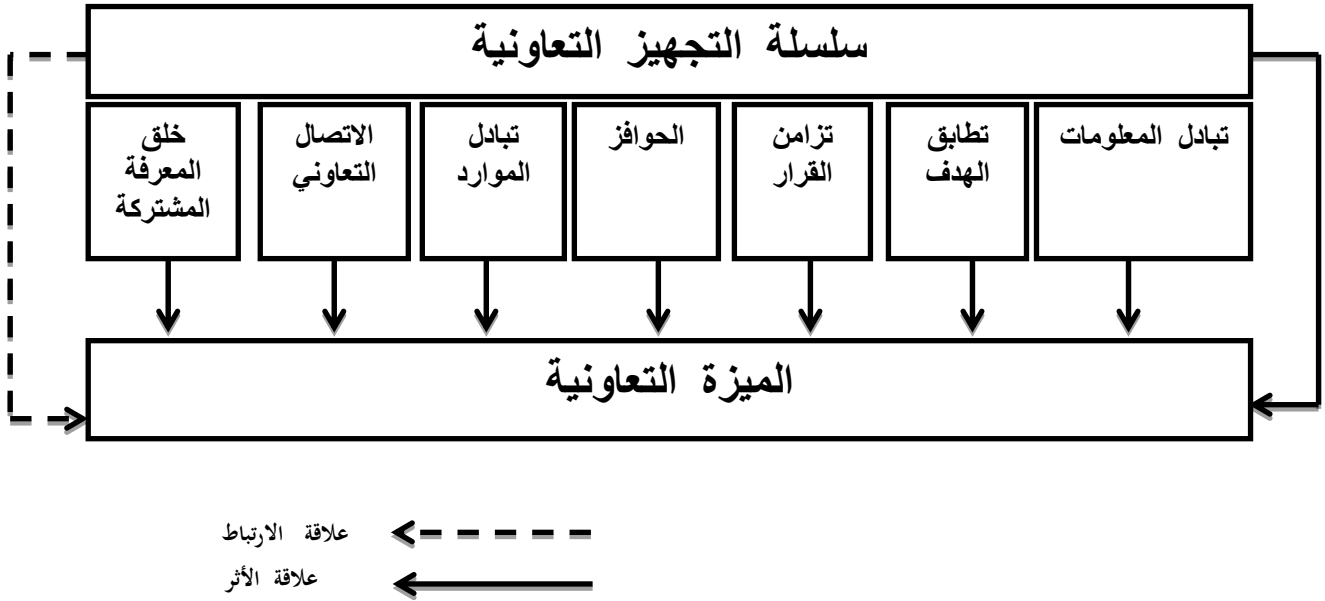 سلسلة التجهيز التعاونية
تبادل المعلومات
تطابق
الهدف
تزامن
القرار
الحوافز
تبادل
الموارد
الاتصال
التعاوني
خلق
المعرفة
المشتركة
الميزة التعاونية
علاقة الارتباط
علاقة الأثر